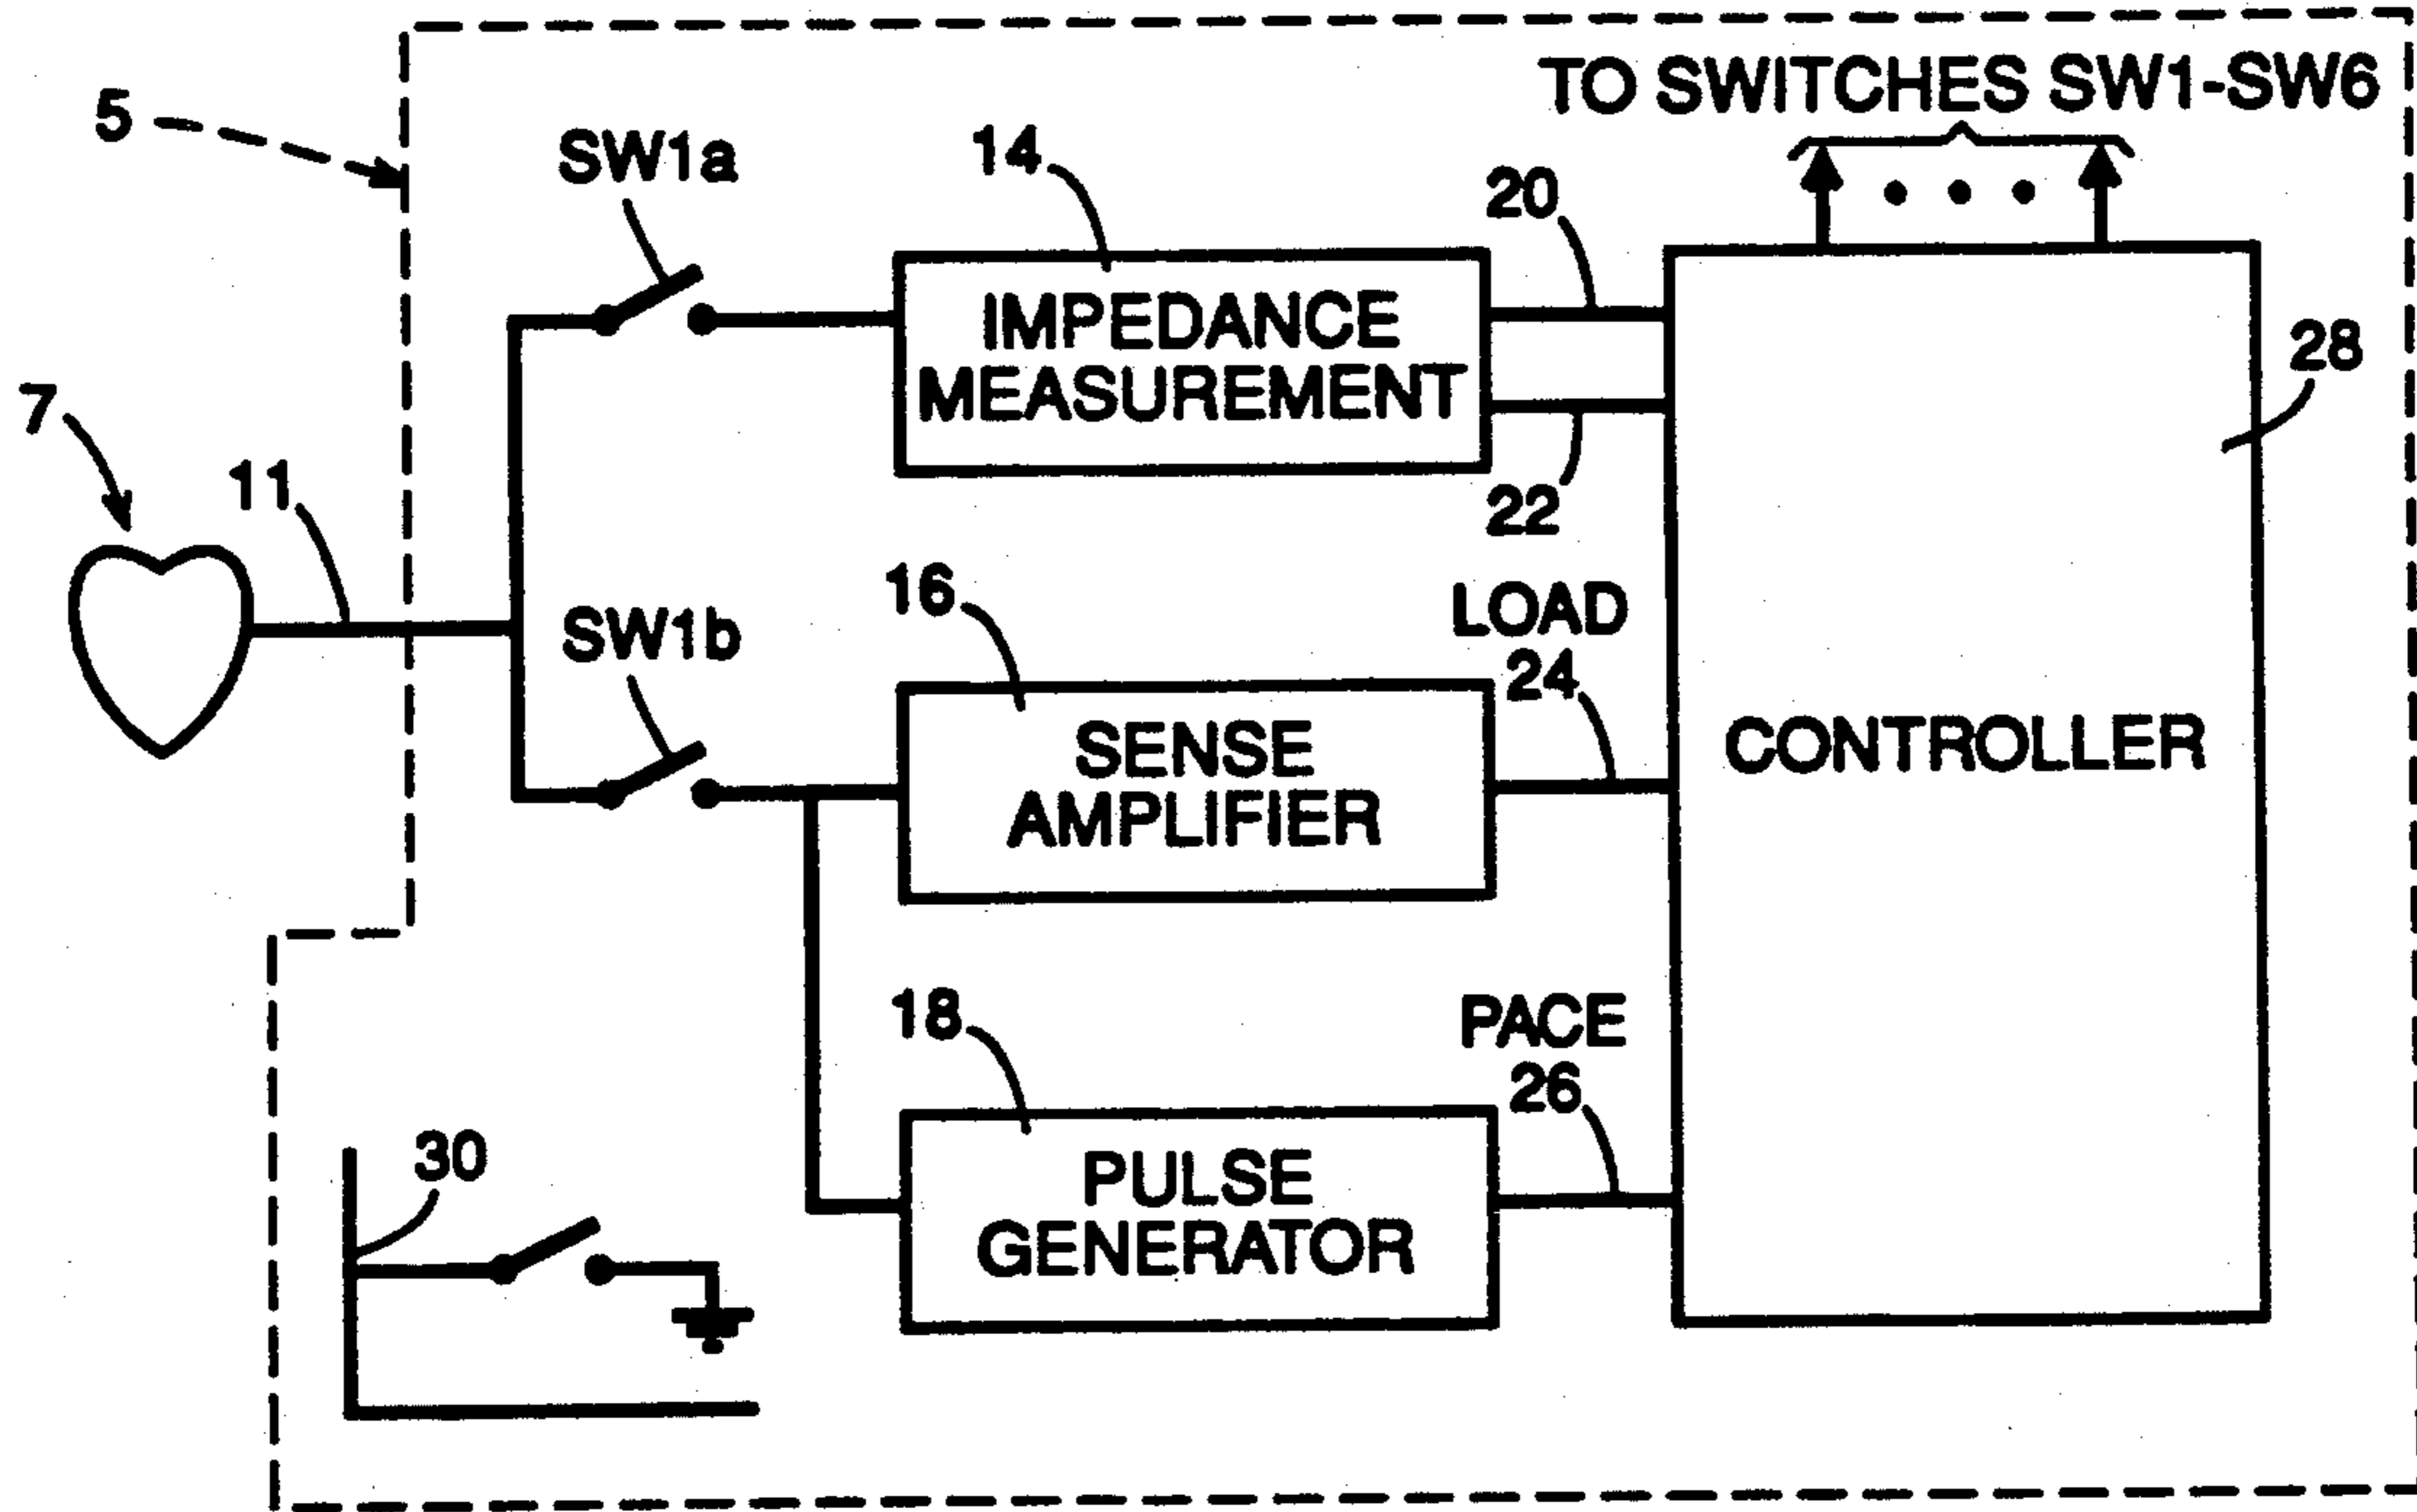 TO SWITCHES SW1-SW6
5
SW1a
14
20
IMPEDANCE
MEASUREMENT
28
7
11
22
16
LOAD
24
SW1b
SENSE
AMPLIFIER
CONTROLLER
18
PACE
26
30
PULSE
GENERATOR